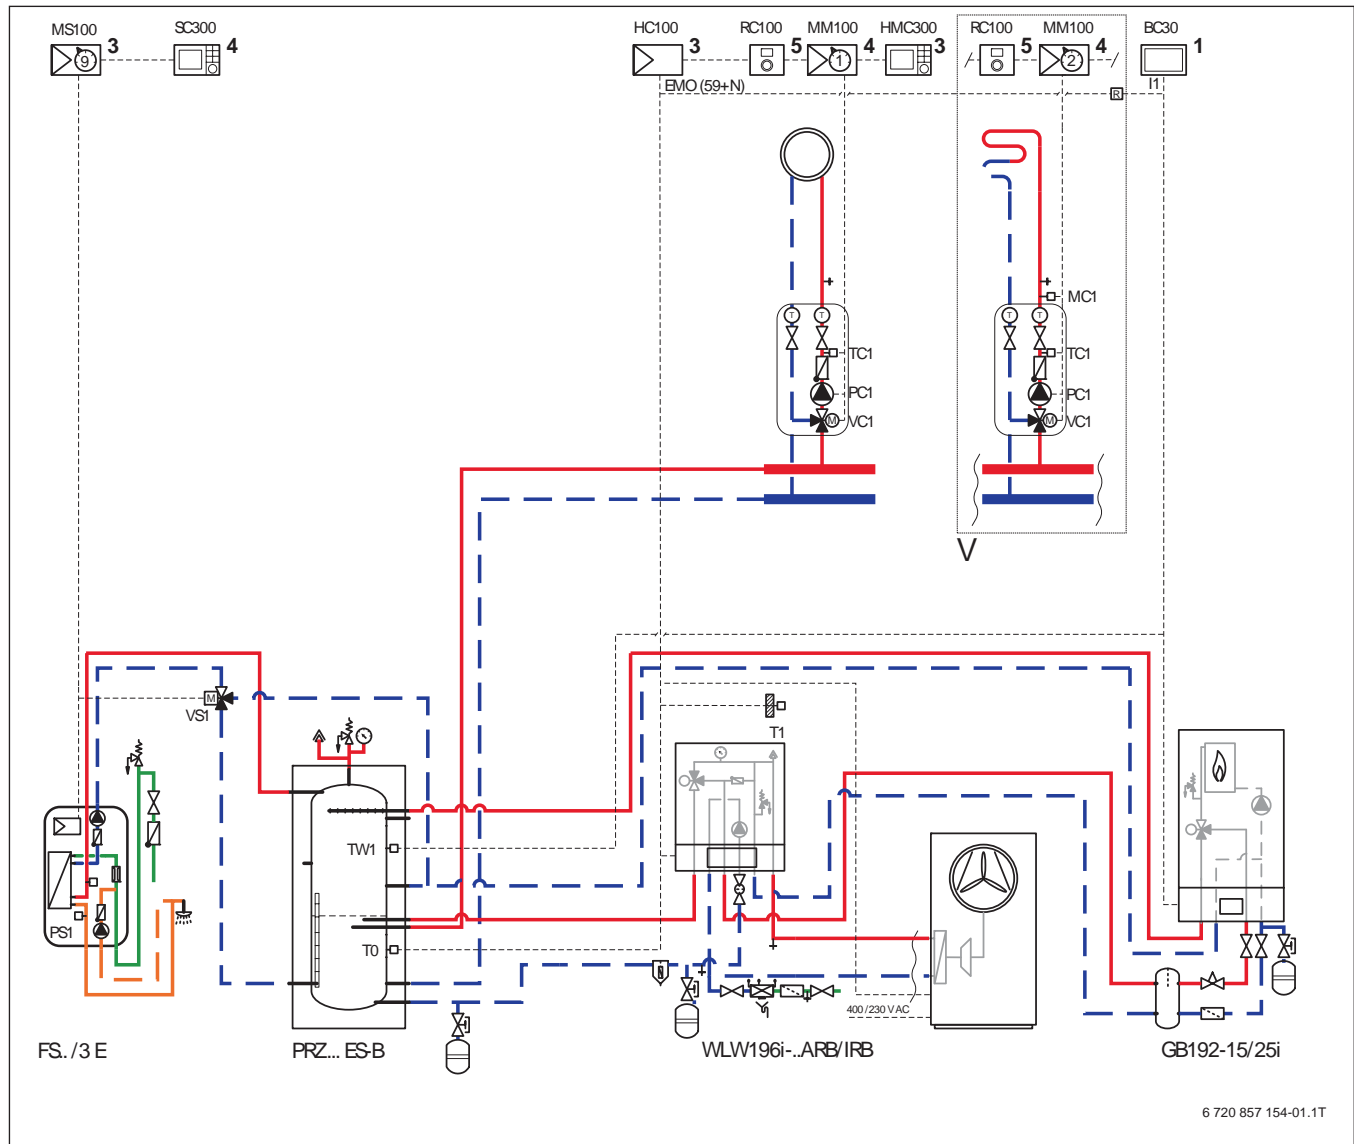 MS100 SC300 HC100 RC100 MM100 HMC300 RC100 MM100 BC30
3 4 3 5 4 3 5 4 1
9 1 2
EMO (59+N) I1
R
MC1
T T T T
TC1 TC1
PC1 PC1
M VC1 M VC1
V
M
VS1
T1
TW1
PS1
T0
400 /230 V AC
FS.. /3 E PRZ... ES-B WLW196i-..ARB/IRB GB192-15/25i
6 720 857 154-01.1T